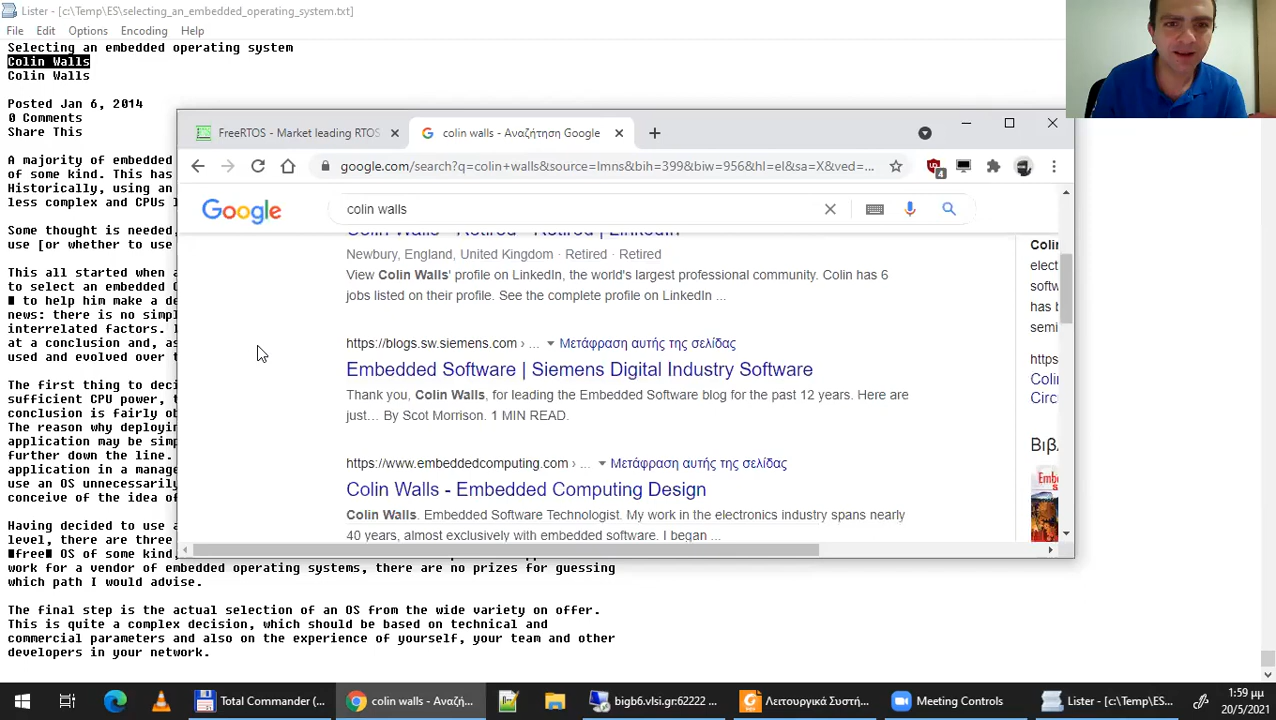 Lister - [c:\Temp\ES\selecting_an_embedded_operating_system.txt]
File Edit Options Encoding Help
Selecting an embedded operating system
Colin Walls
Colin Walls
Posted Jan 6, 2014
0 Comments
Share This
A majority of embedded
of some kind. This has
Historically, using an
less complex and CPUs
Some thought is needed,
use [or whether to use
This all started when a
to select an embedded
to help him make a de
news: there is no simpl
interrelated factors.
at a conclusion and, as
used and evolved over t
The first thing to deci
sufficient CPU power, t
conclusion is fairly ob
The reason why deployin
application may be simp
further down the line.
application in a manage
use an OS unnecessarily
conceive of the idea of
Having decided to use a
level, there are three
free OS of some kind,
work for a vendor of embedded operating systems, there are no prizes for guessing
which path I would advise.
The final step is the actual selection of an OS from the wide variety on offer.
This is quite a complex decision, which should be based on technical and
commercial parameters and also on the experience of yourself, your team and other
developers in your network.
FreeRTOS - Market leading RTOS
colin walls - Αναζήτηση Google
google.com/search?q=colin+walls&source=lmns&bih=399&biw=956&hl=el&sa=X&ved=...
4
Google
colin walls
Colin Walls - Retired - Retired | LinkedIn
Newbury, England, United Kingdom · Retired · Retired
View Colin Walls' profile on LinkedIn, the world's largest professional community. Colin has 6
jobs listed on their profile. See the complete profile on LinkedIn ...
https://blogs.sw.siemens.com › ... Μετάφραση αυτής της σελίδας
Embedded Software | Siemens Digital Industry Software
Thank you, Colin Walls, for leading the Embedded Software blog for the past 12 years. Here are
just… By Scot Morrison. 1 MIN READ.
https://www.embeddedcomputing.com › ... Μετάφραση αυτής της σελίδας
Colin Walls - Embedded Computing Design
Colin Walls. Embedded Software Technologist. My work in the electronics industry spans nearly
40 years, almost exclusively with embedded software. I began ...
Colin
elect
softw
has b
semi
https
Coli
Circ
Βιβλ
Emb
Total Commander (...
colin walls - Αναζή...
bigb6.vlsi.gr:62222 ...
Λειτουργικά Συστή...
Meeting Controls
Lister - [c:\Temp\ES...
1:59 μμ
20/5/2021